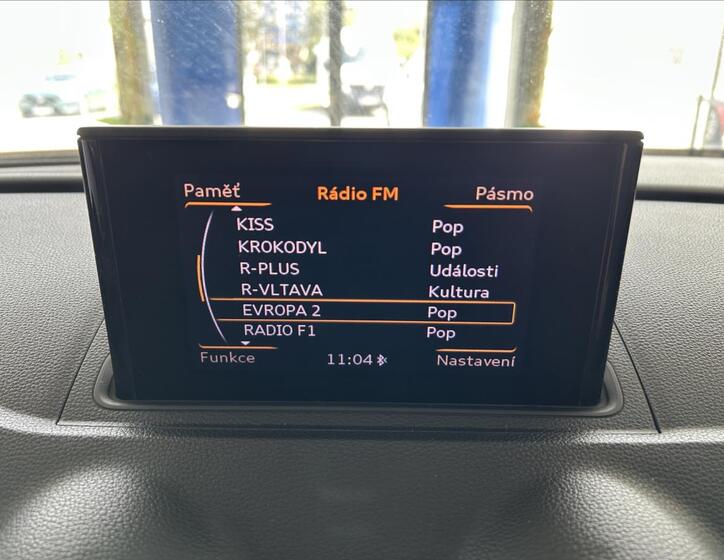 Paměť Rádio FM Pásmo
KISS Pop
KROKODYL Pop
R-PLUS Události
R-VLTAVA Kultura
EVROPA 2 Pop
RADIO F1 Pop
Funkce 11:04 Nastavení